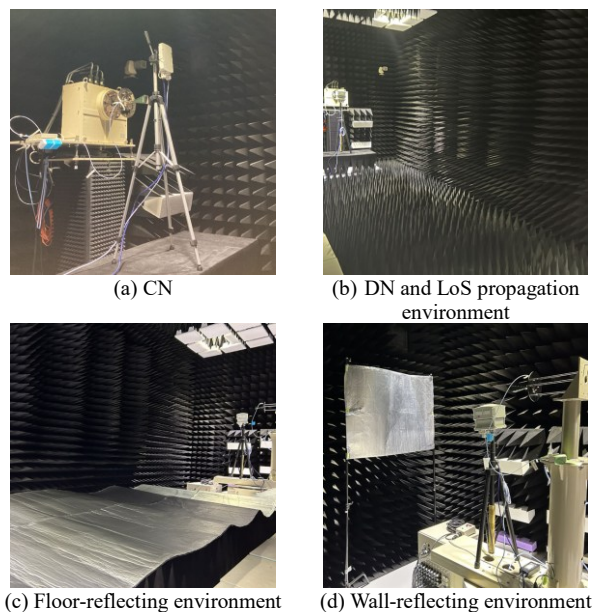 (a) CN
(b) DN and LoS propagation
environment
(c) Floor-reflecting environment
(d) Wall-reflecting environment